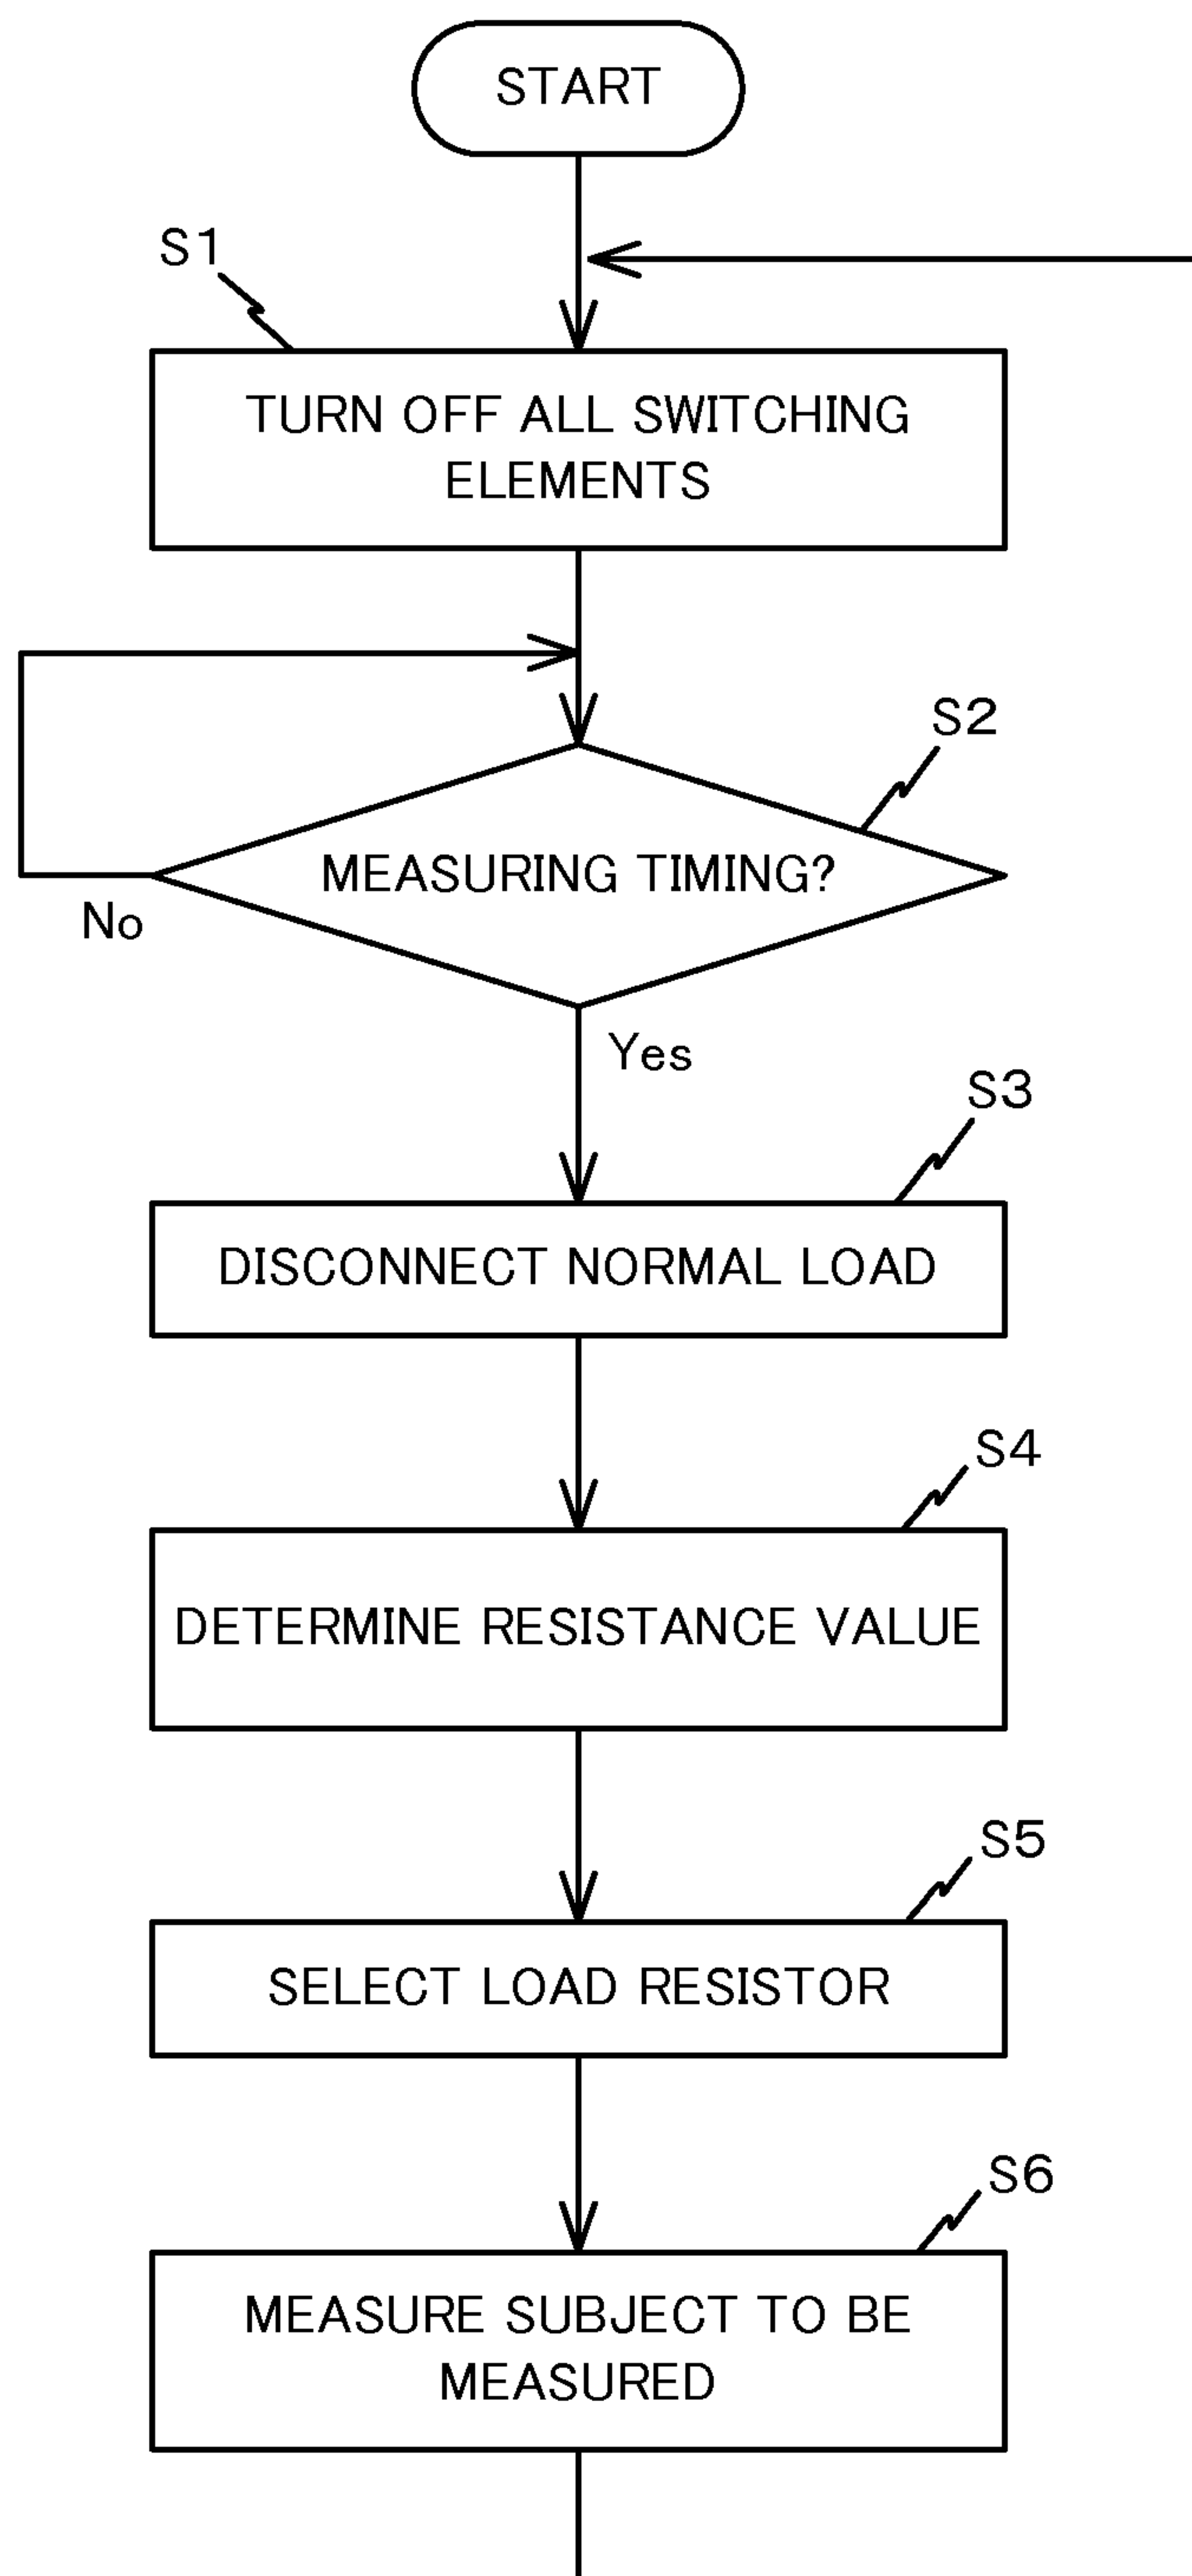 START
S1
TURN OFF ALL SWITCHING
ELEMENTS
S2
MEASURING TIMING?
No
Yes
S3
DISCONNECT NORMAL LOAD
S4
DETERMINE RESISTANCE VALUE
S5
SELECT LOAD RESISTOR
S6
MEASURE SUBJECT TO BE
MEASURED